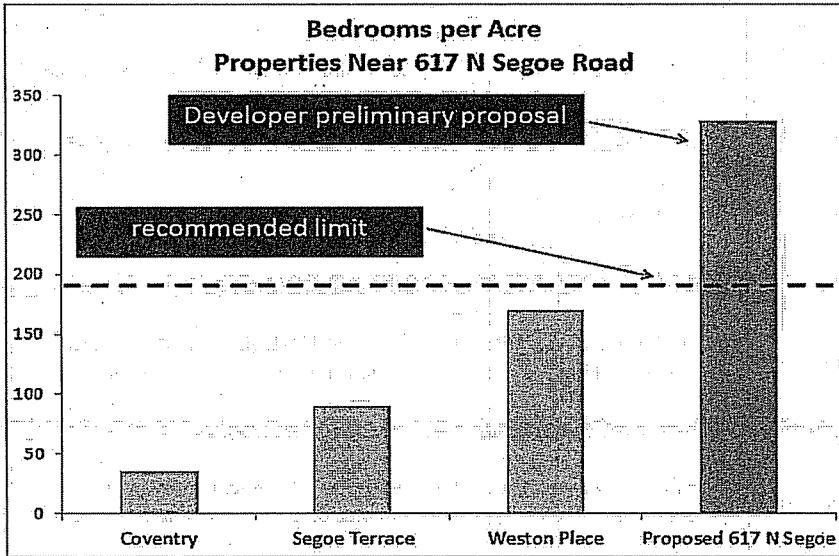 Bedrooms per Acre
Properties Near 617 N Segoe Road
350
300
250
200
150
100
50
0
Developer preliminary proposal
recommended limit
Coventry
Segoe Terrace
Weston Place
Proposed 617 N Segoe